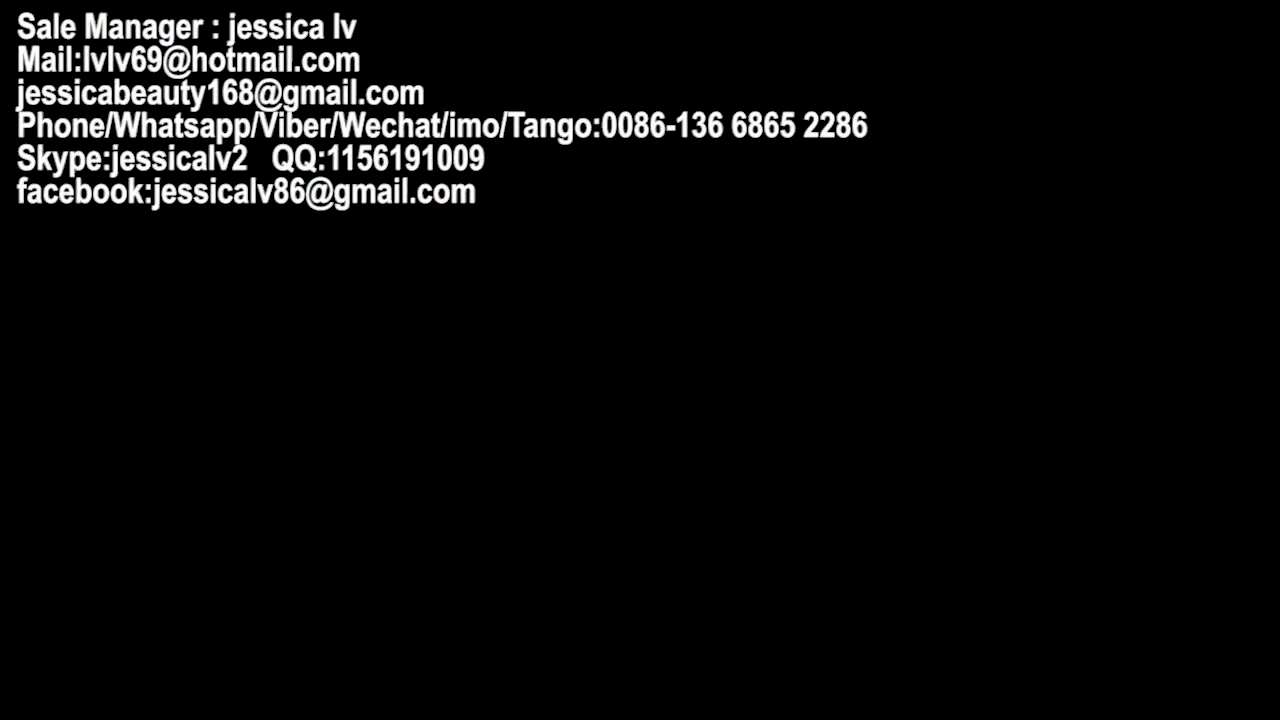 Sale Manager : jessica lv
Mail:lvlv69@hotmail.com
jessicabeauty168@gmail.com
Phone/Whatsapp/Viber/Wechat/imo/Tango:0086-136 6865 2286
Skype:jessicalv2   QQ:1156191009
facebook:jessicalv86@gmail.com